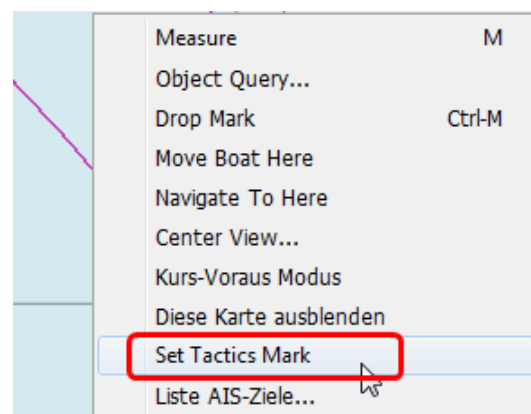 Measure M
Object Query...
Drop Mark Ctrl-M
Move Boat Here
Navigate To Here
Center View...
Kurs-Voraus Modus
Diese Karte ausblenden
Set Tactics Mark
Liste AIS-Ziele...